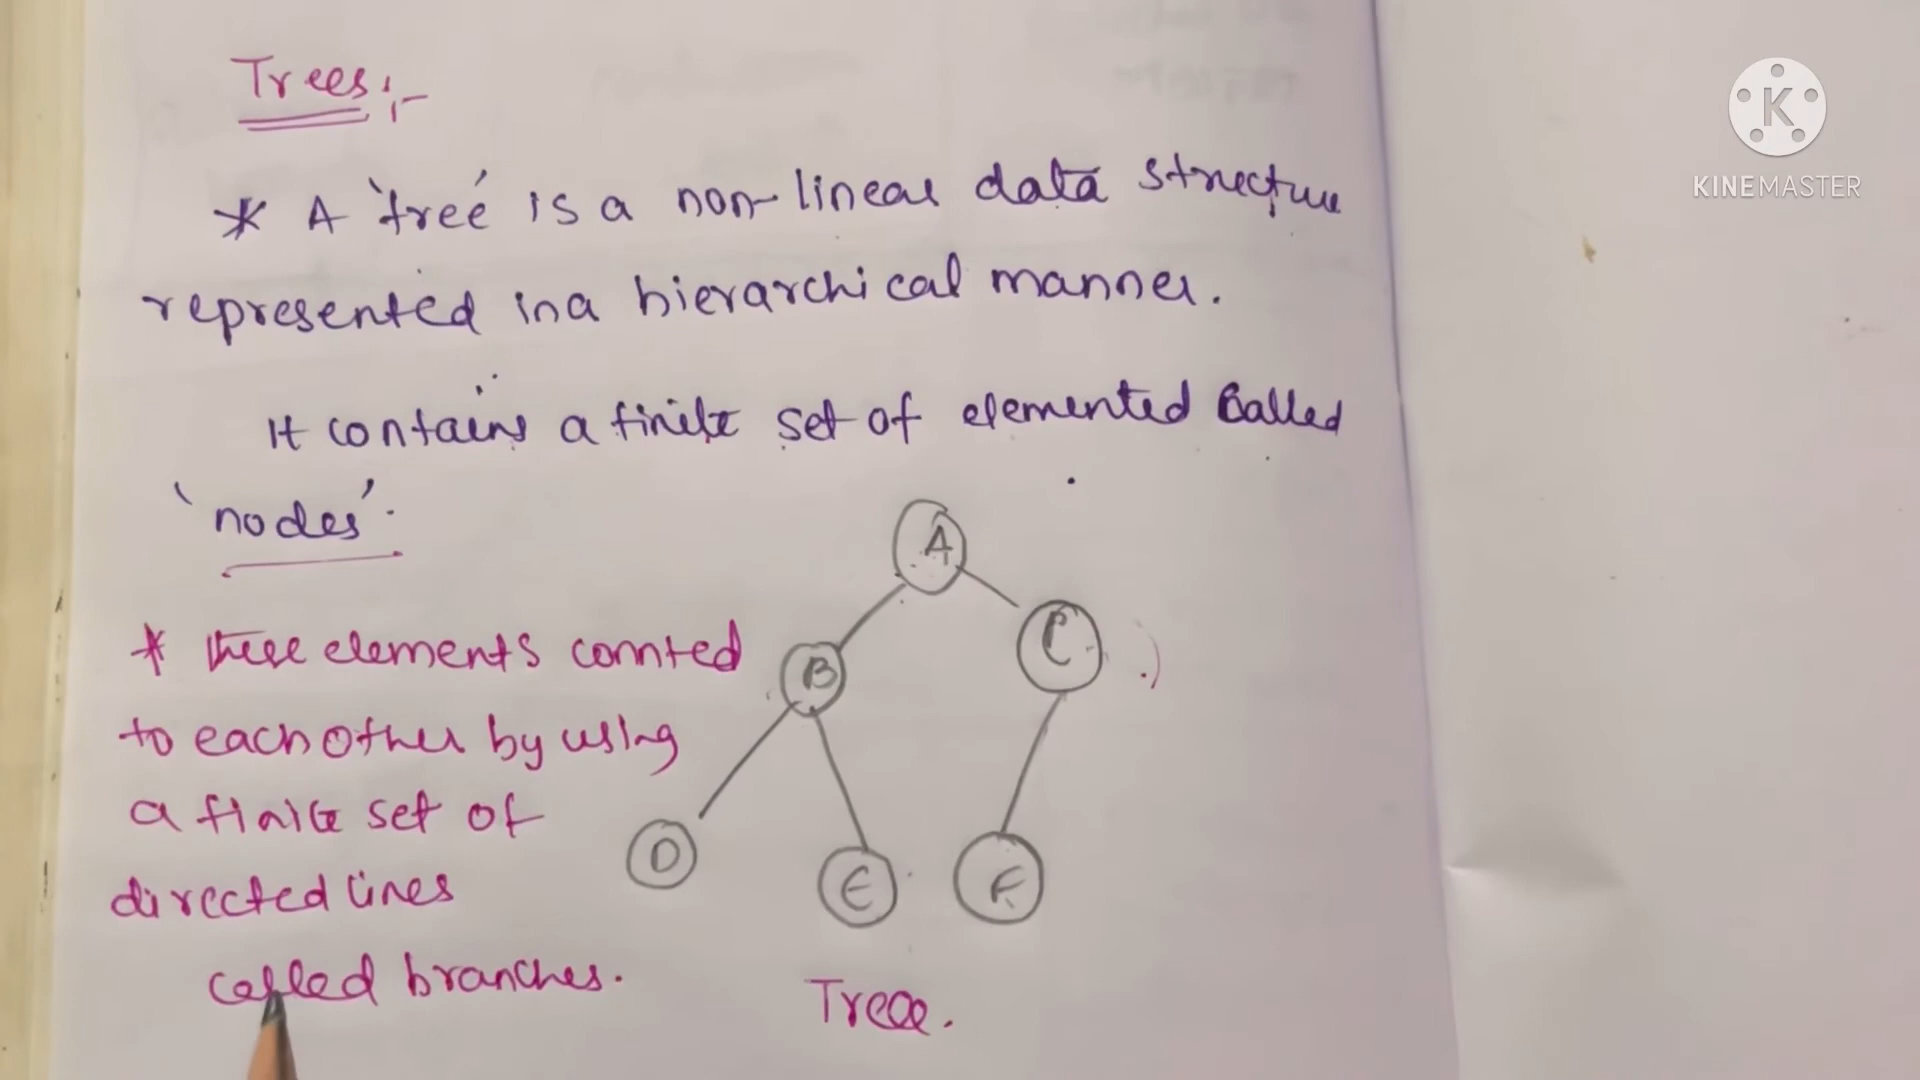 Trees:-
* A 'tree' is a non-linear data structure
represented in a hierarchical manner.
It contains a finite set of elemented called
'nodes'.
* these elements connted
to each other by using
a finite set of
directed lines
called branches.
A
B
C
D
E
F
Tree.
K
KINEMASTER